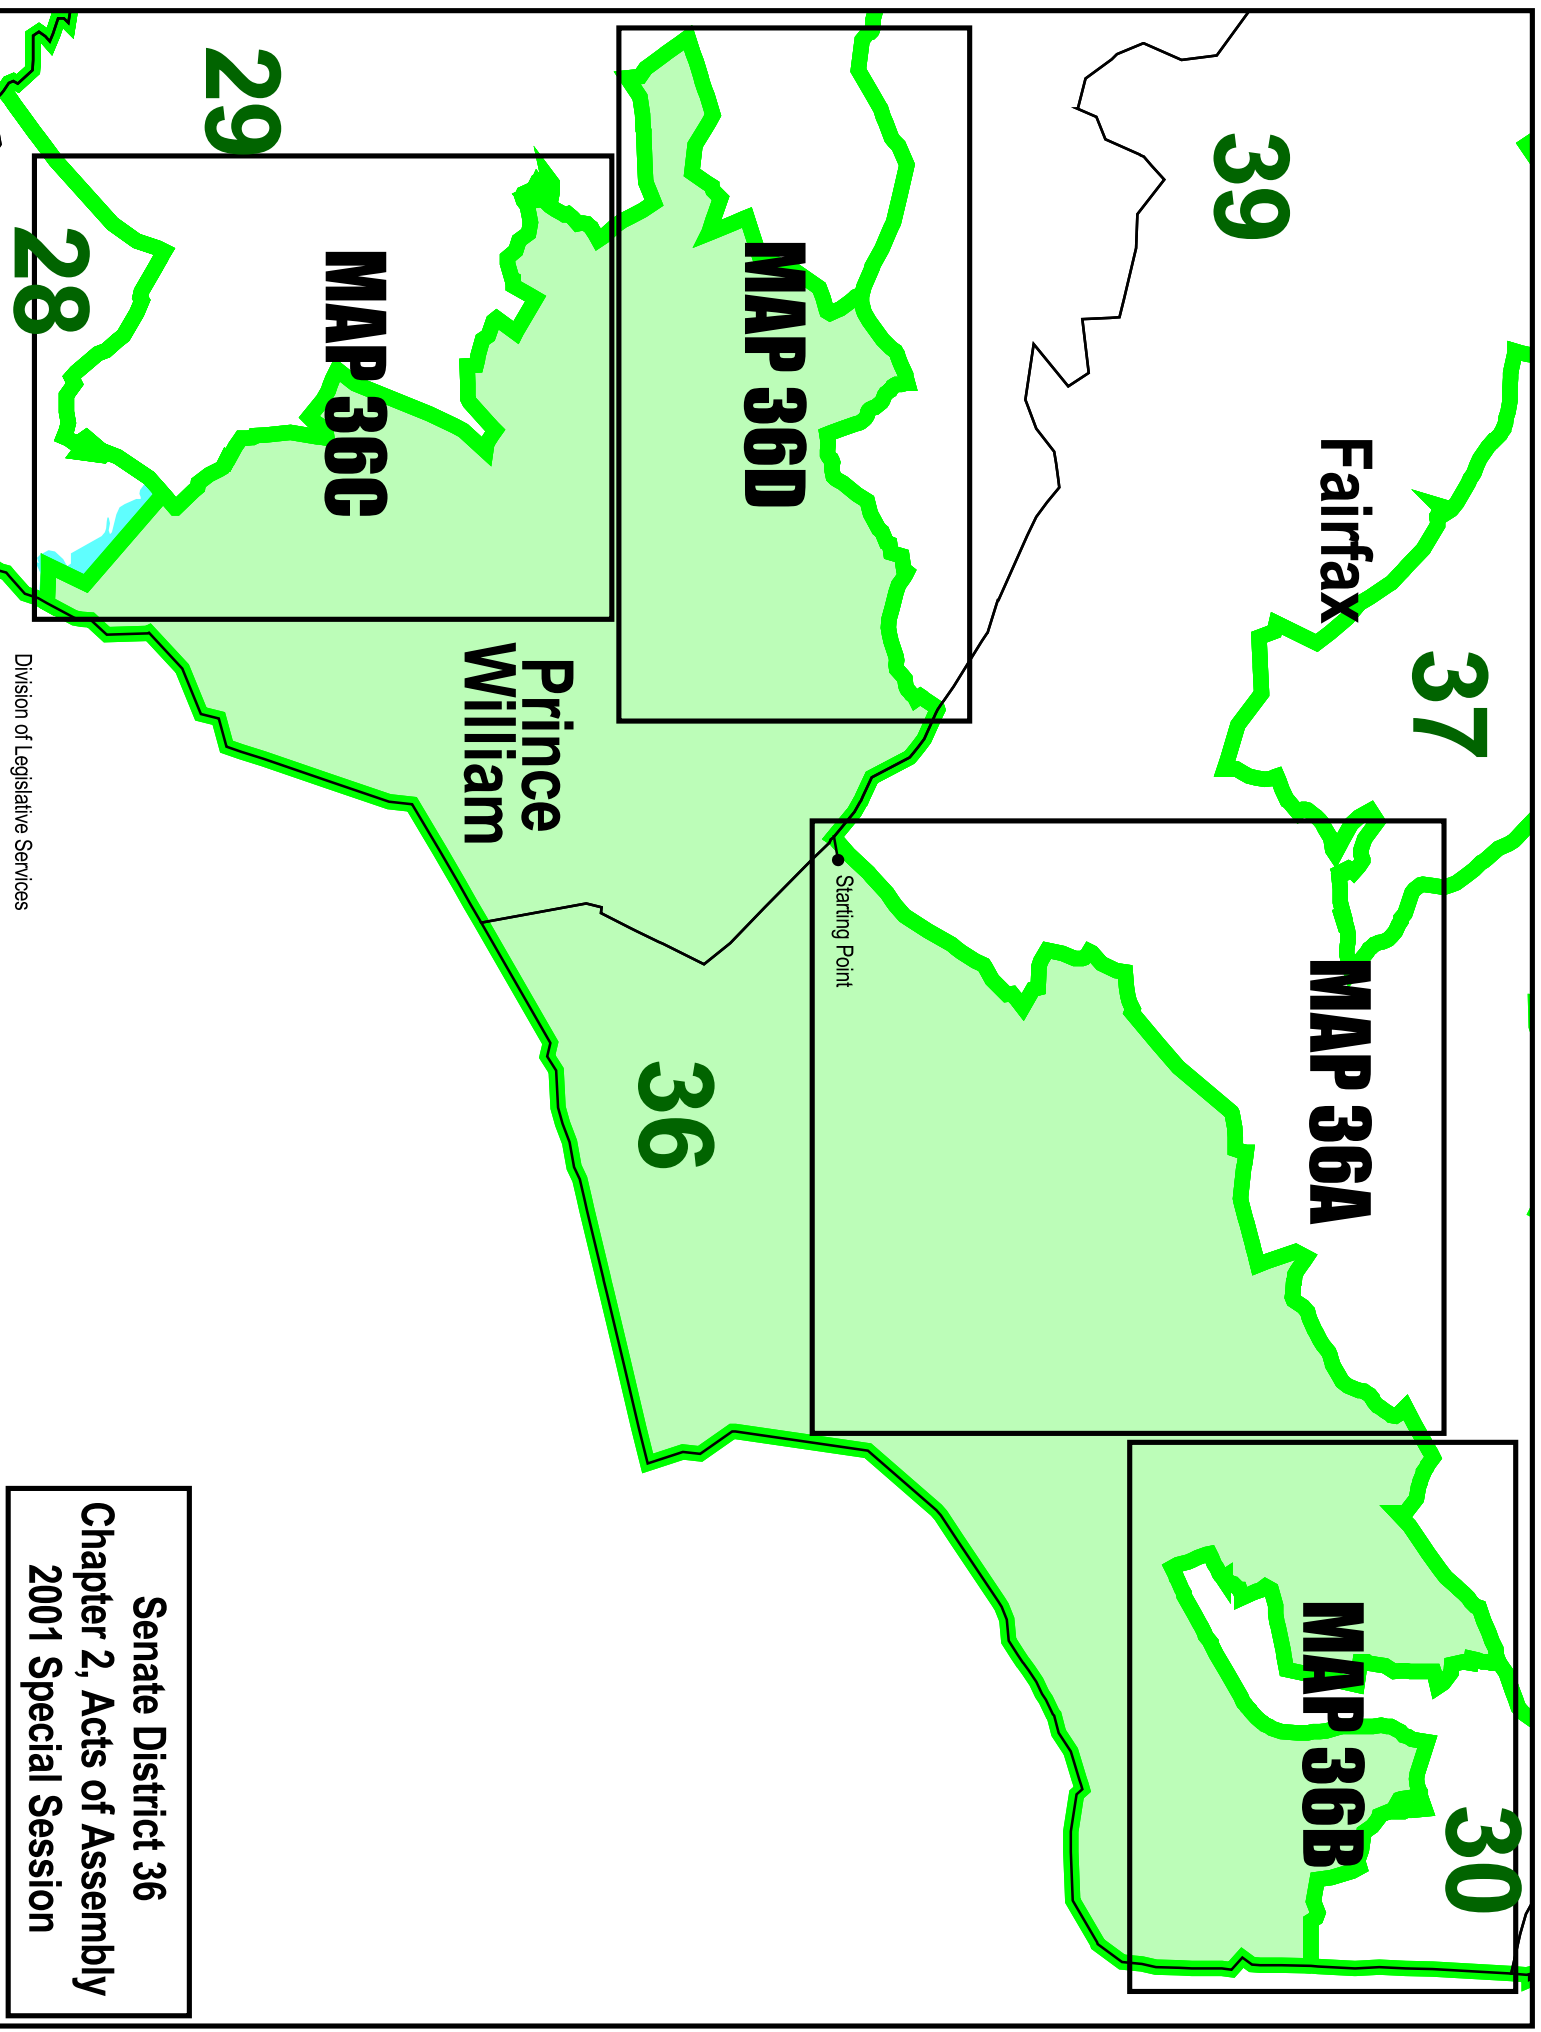 30
37
39
Fairfax
MAP 36A
MAP 36B
MAP 36D
Starting Point
36
Prince
William
MAP 36C
29
28
Division of Legislative Services
Senate District 36
Chapter 2, Acts of Assembly
2001 Special Session